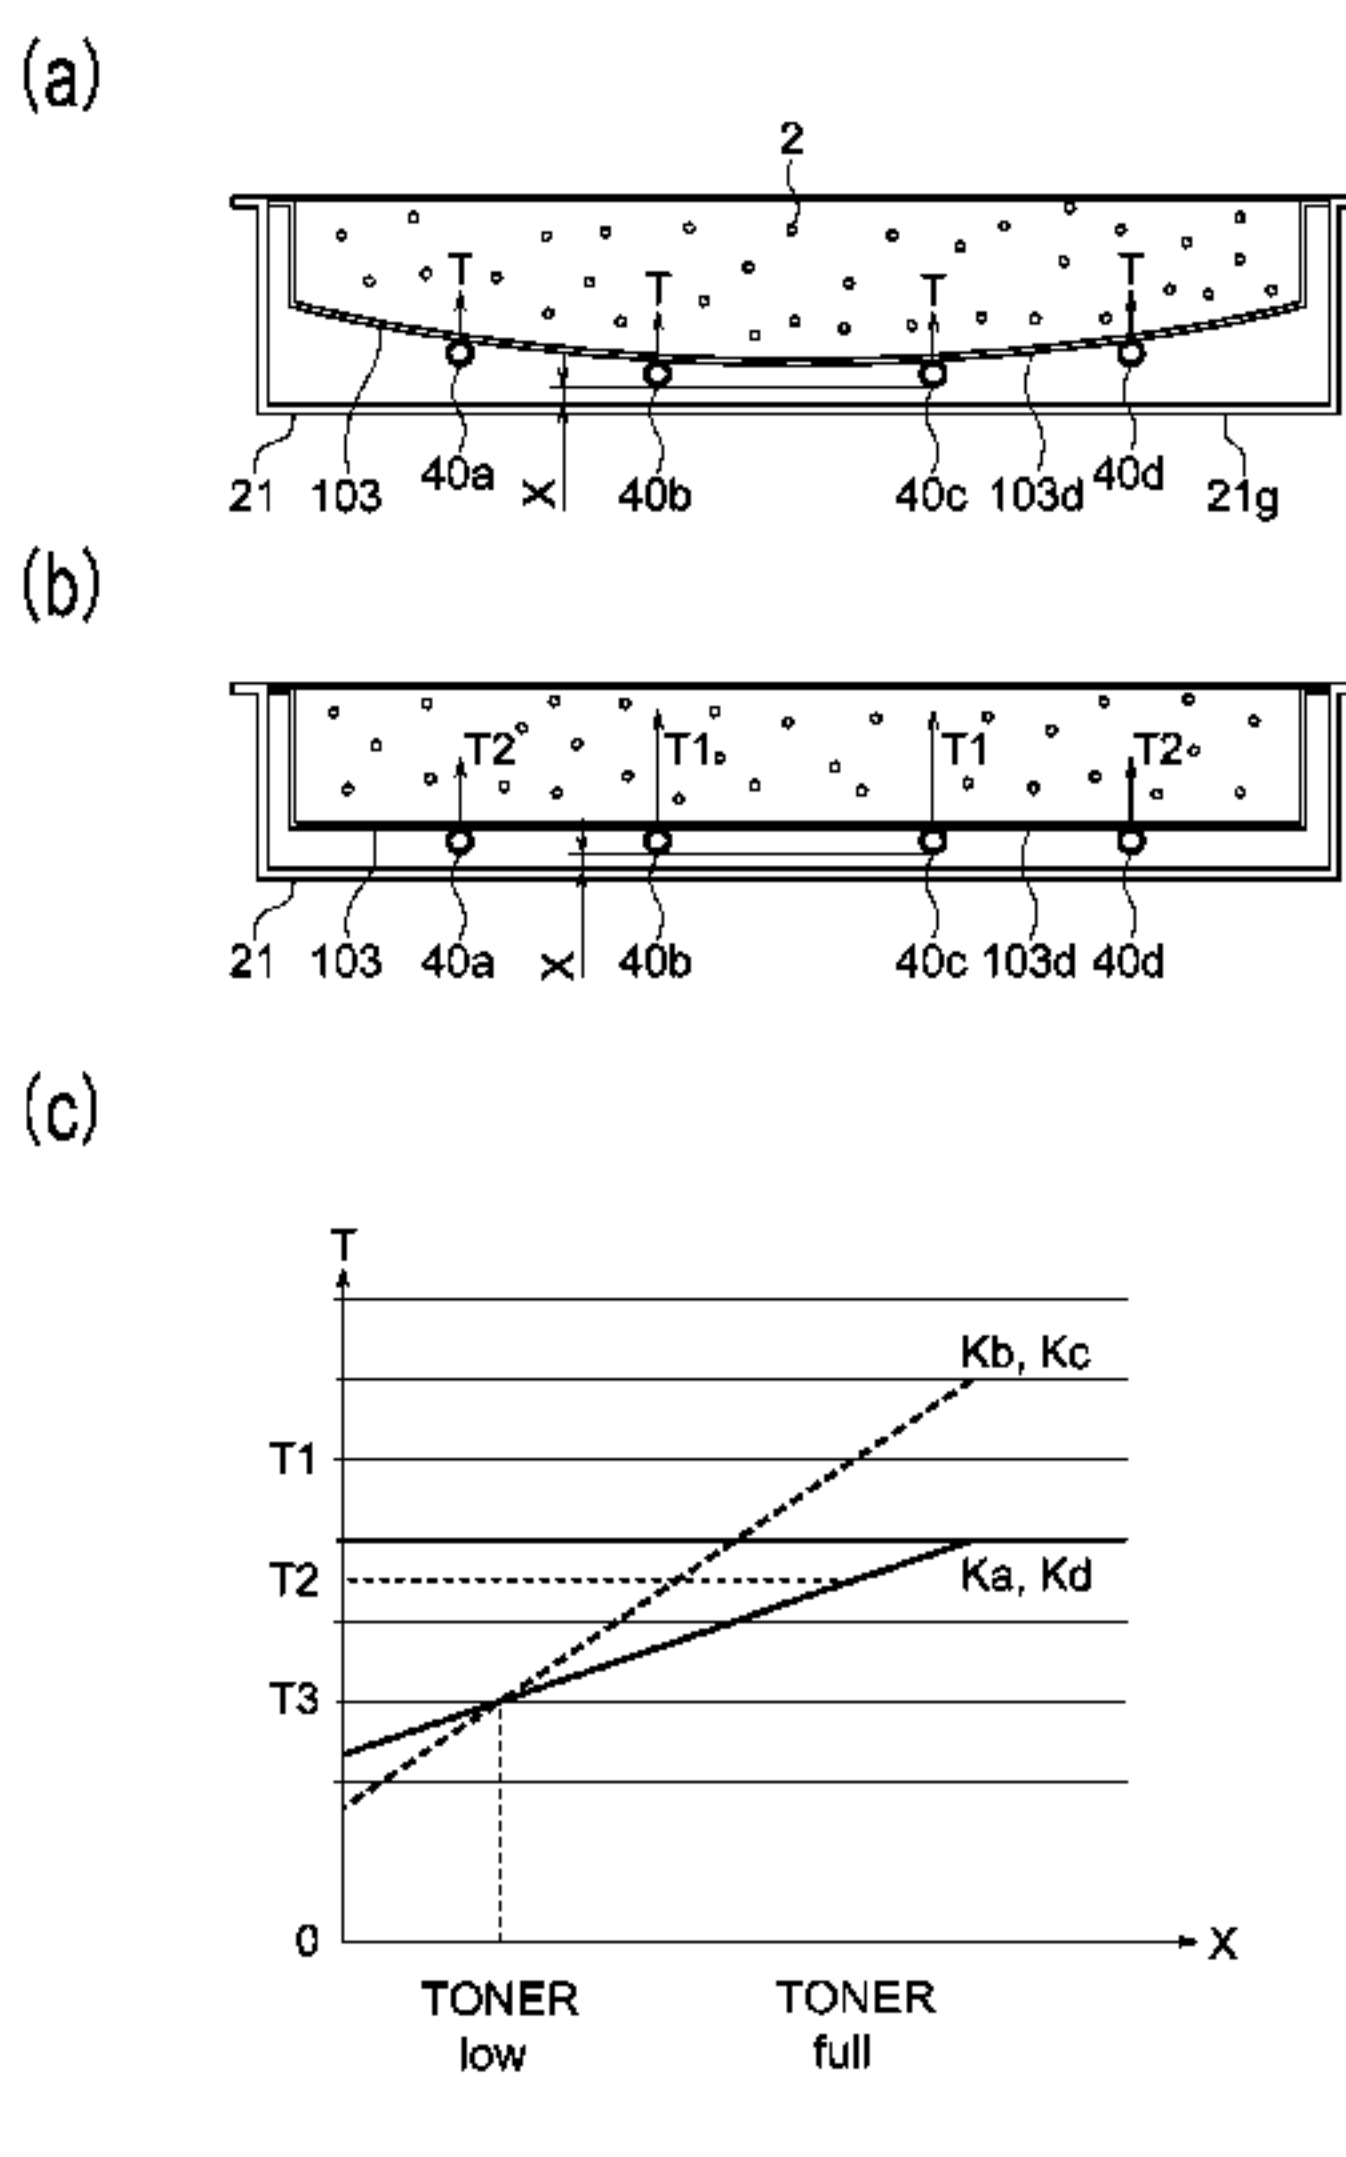 (a)
2
T T T T
21 103 40a X 40b 40c 103d 40d 21g
(b)
T2 T1 T1 T2
21 103 40a X 40b 40c 103d 40d
(c)
T
Kb, Kc
T1
T2
Ka, Kd
T3
0
X
TONER TONER
low full